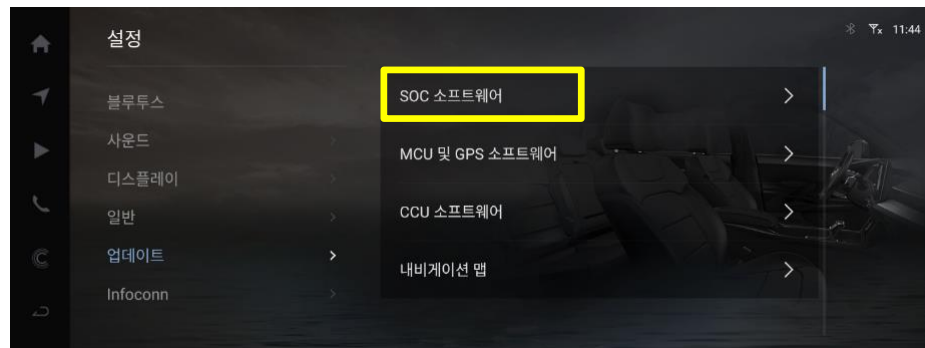 설정
11:44
블루투스
사운드
디스플레이
일반
업데이트
Infoconn
SOC 소프트웨어
MCU 및 GPS 소프트웨어
CCU 소프트웨어
내비게이션 맵